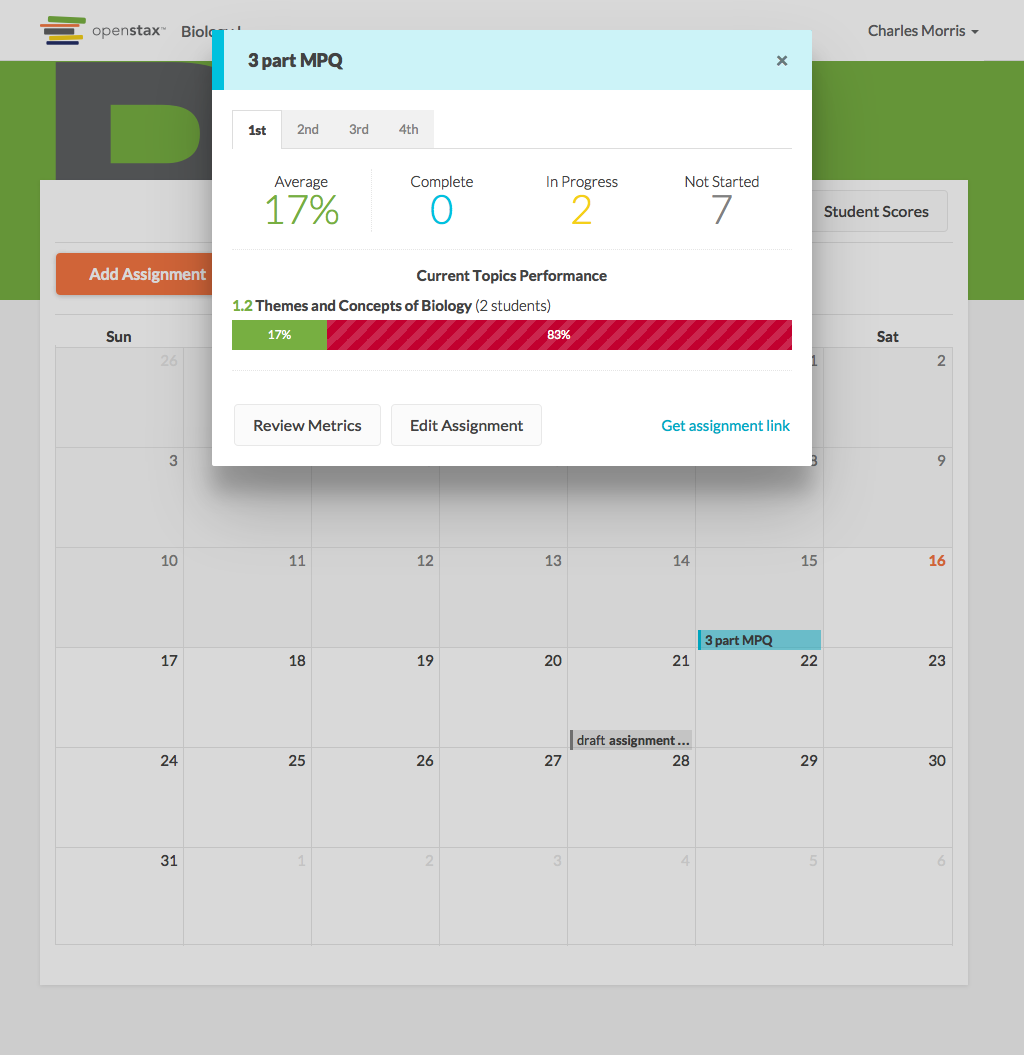 openstax™ Biology I Charles Morris
3 part MPQ ×
1st 2nd 3rd 4th
Average Complete In Progress Not Started
17% 0 2 7
Student Scores
Current Topics Performance
Add Assignment
1.2 Themes and Concepts of Biology (2 students)
17% 83%
Sun Sat
26 1 2
Review Metrics Edit Assignment Get assignment link
3 8 9
10 11 12 13 14 15 16
3 part MPQ
17 18 19 20 21 22 23
draft assignment ...
24 25 26 27 28 29 30
31 1 2 3 4 5 6